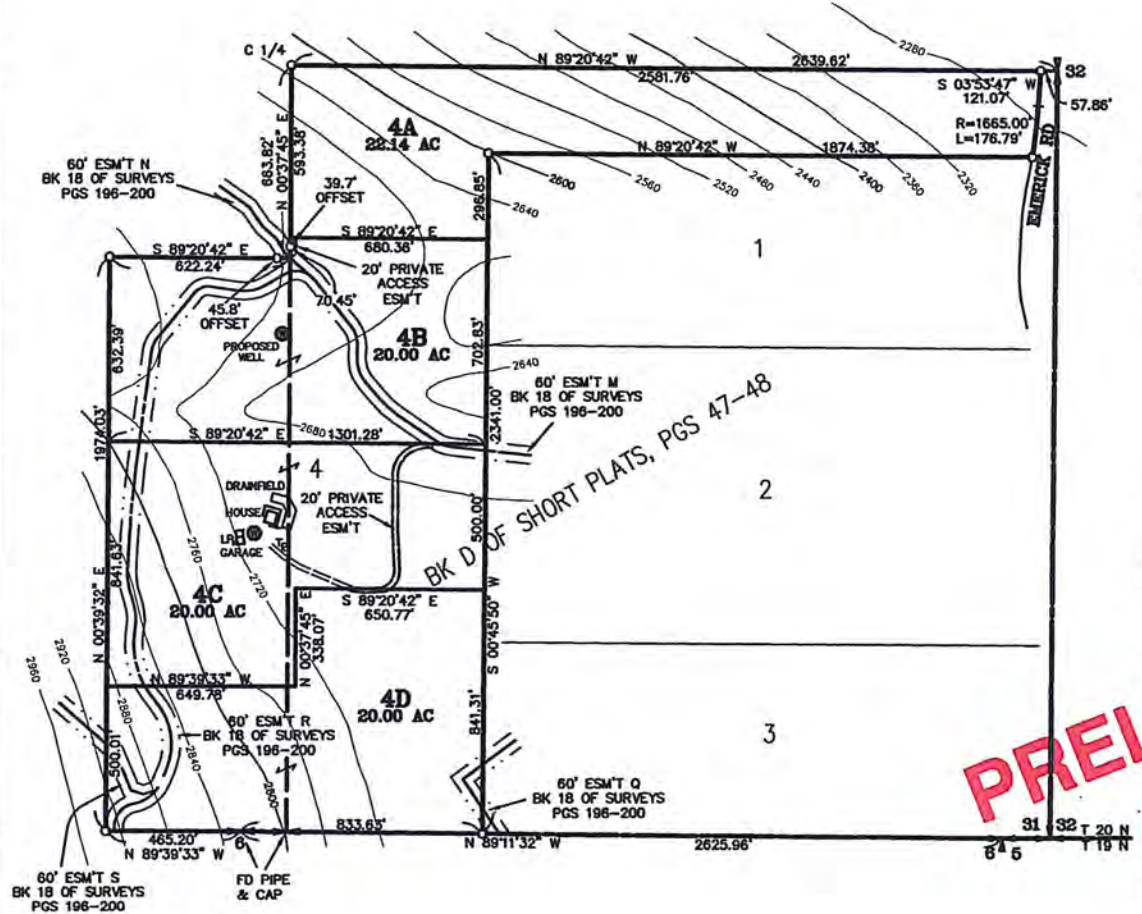 C 1/4
N 89°20'42" W
2639.62'
2581.76'
2280
32
S 03°53'47" W
121.07'
57.86'
R=1665.00'
L=176.79'
EMERICK RD
4A
22.14 AC
683.82'
N 00°37'45" E
593.38'
N 89°20'42" W
1874.38'
2600
2560
2520
2480
2440
2400
2360
2320
60' ESM'T N
BK 18 OF SURVEYS
PGS 196-200
39.7'
OFFSET
296.85'
2640
S 89°20'42" E
680.36'
S 89°20'42" E
622.24'
20' PRIVATE
ACCESS
ESM'T
1
45.8'
OFFSET
70.45'
PROPOSED
WELL
4B
20.00 AC
632.39'
702.83'
2640
60' ESM'T M
BK 18 OF SURVEYS
PGS 196-200
1974.03'
2341.00'
2680
S 89°20'42" E
1301.28'
4
BK D OF SHORT PLATS, PGS 47-48
2
DRAINFIELD
HOUSE
20' PRIVATE
ACCESS
ESM'T
500.00'
GARAGE
2760
2720
841.63'
N 00°39'32" E
4C
20.00 AC
S 89°20'42" E
650.77'
N 00°37'45" E
338.07'
S 00°45'50" W
2920
2960
N 89°39'33" W
649.78'
4D
20.00 AC
2880
2840
2800
60' ESM'T R
BK 18 OF SURVEYS
PGS 196-200
841.31'
3
PREL
500.01'
60' ESM'T Q
BK 18 OF SURVEYS
PGS 196-200
465.20'
N 89°39'33" W
6
833.63'
N 89°11'32" W
2625.96'
6
5
31
32
T 20 N
T 19 N
60' ESM'T S
BK 18 OF SURVEYS
PGS 196-200
FD PIPE
& CAP